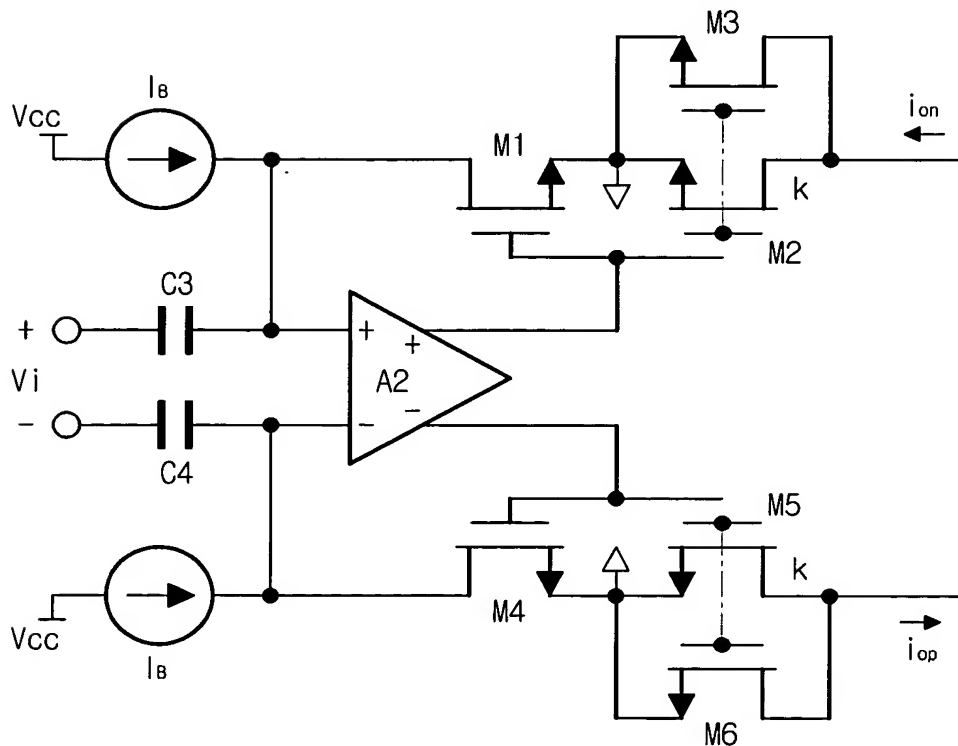 M3
IB
Vcc
ion
M1
k
M2
C3
+
+
+
Vi
A2
-
-
-
C4
M5
k
M4
Vcc
iop
IB
M6